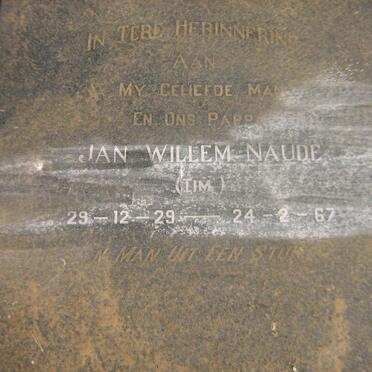 IN TERE HERINNERING
AAN
MY GELIEFDE MAN
EN ONS PAPPA
JAN WILLEM NAUDE
(TIM)
29-12-29 — 24-2-67
'N MAN UIT EEN STUK